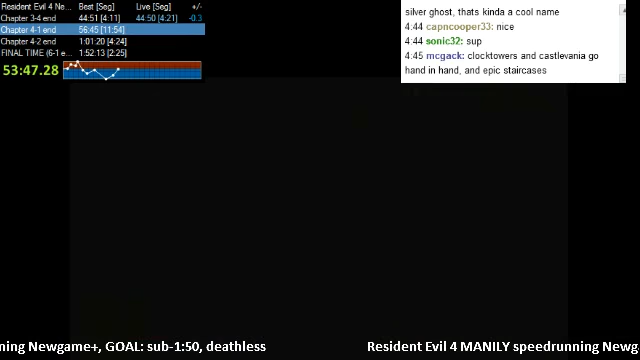 Resident Evil 4 Ne... Best [Seg] Live [Seg] +/-
Chapter 3-4 end 44:51 [4:11] 44:50 [4:21] -0.3
Chapter 4-1 end 56:45 [11:54]
Chapter 4-2 end 1:01:20 [4:24]
FINAL TIME (6-1 e... 1:52:13 [2:25]
53:47.28
silver ghost, thats kinda a cool name
4:44 capncooper33: nice
4:44 sonic32: sup
4:45 mcgack: clocktowers and castlevania go
hand in hand, and epic staircases
ning Newgame+, GOAL: sub-1:50, deathless Resident Evil 4 MANILY speedrunning Newg